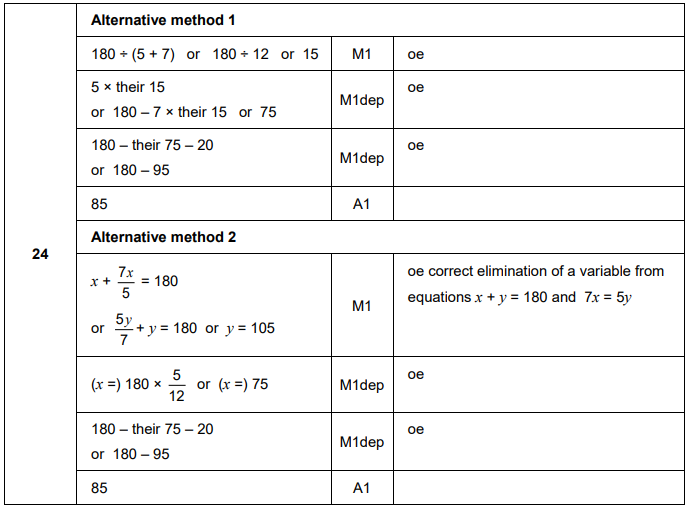 24
Alternative method 1
180 ÷ (5 + 7) or 180 ÷ 12 or 15 M1 oe
5 × their 15
or 180 – 7 × their 15 or 75 M1dep oe
180 – their 75 – 20
or 180 – 95 M1dep oe
85 A1
Alternative method 2
x + 7x/5 = 180
or 5y/7 + y = 180 or y = 105 M1
oe correct elimination of a variable from
equations x + y = 180 and 7x = 5y
(x =) 180 × 5/12 or (x =) 75 M1dep oe
180 – their 75 – 20
or 180 – 95 M1dep oe
85 A1